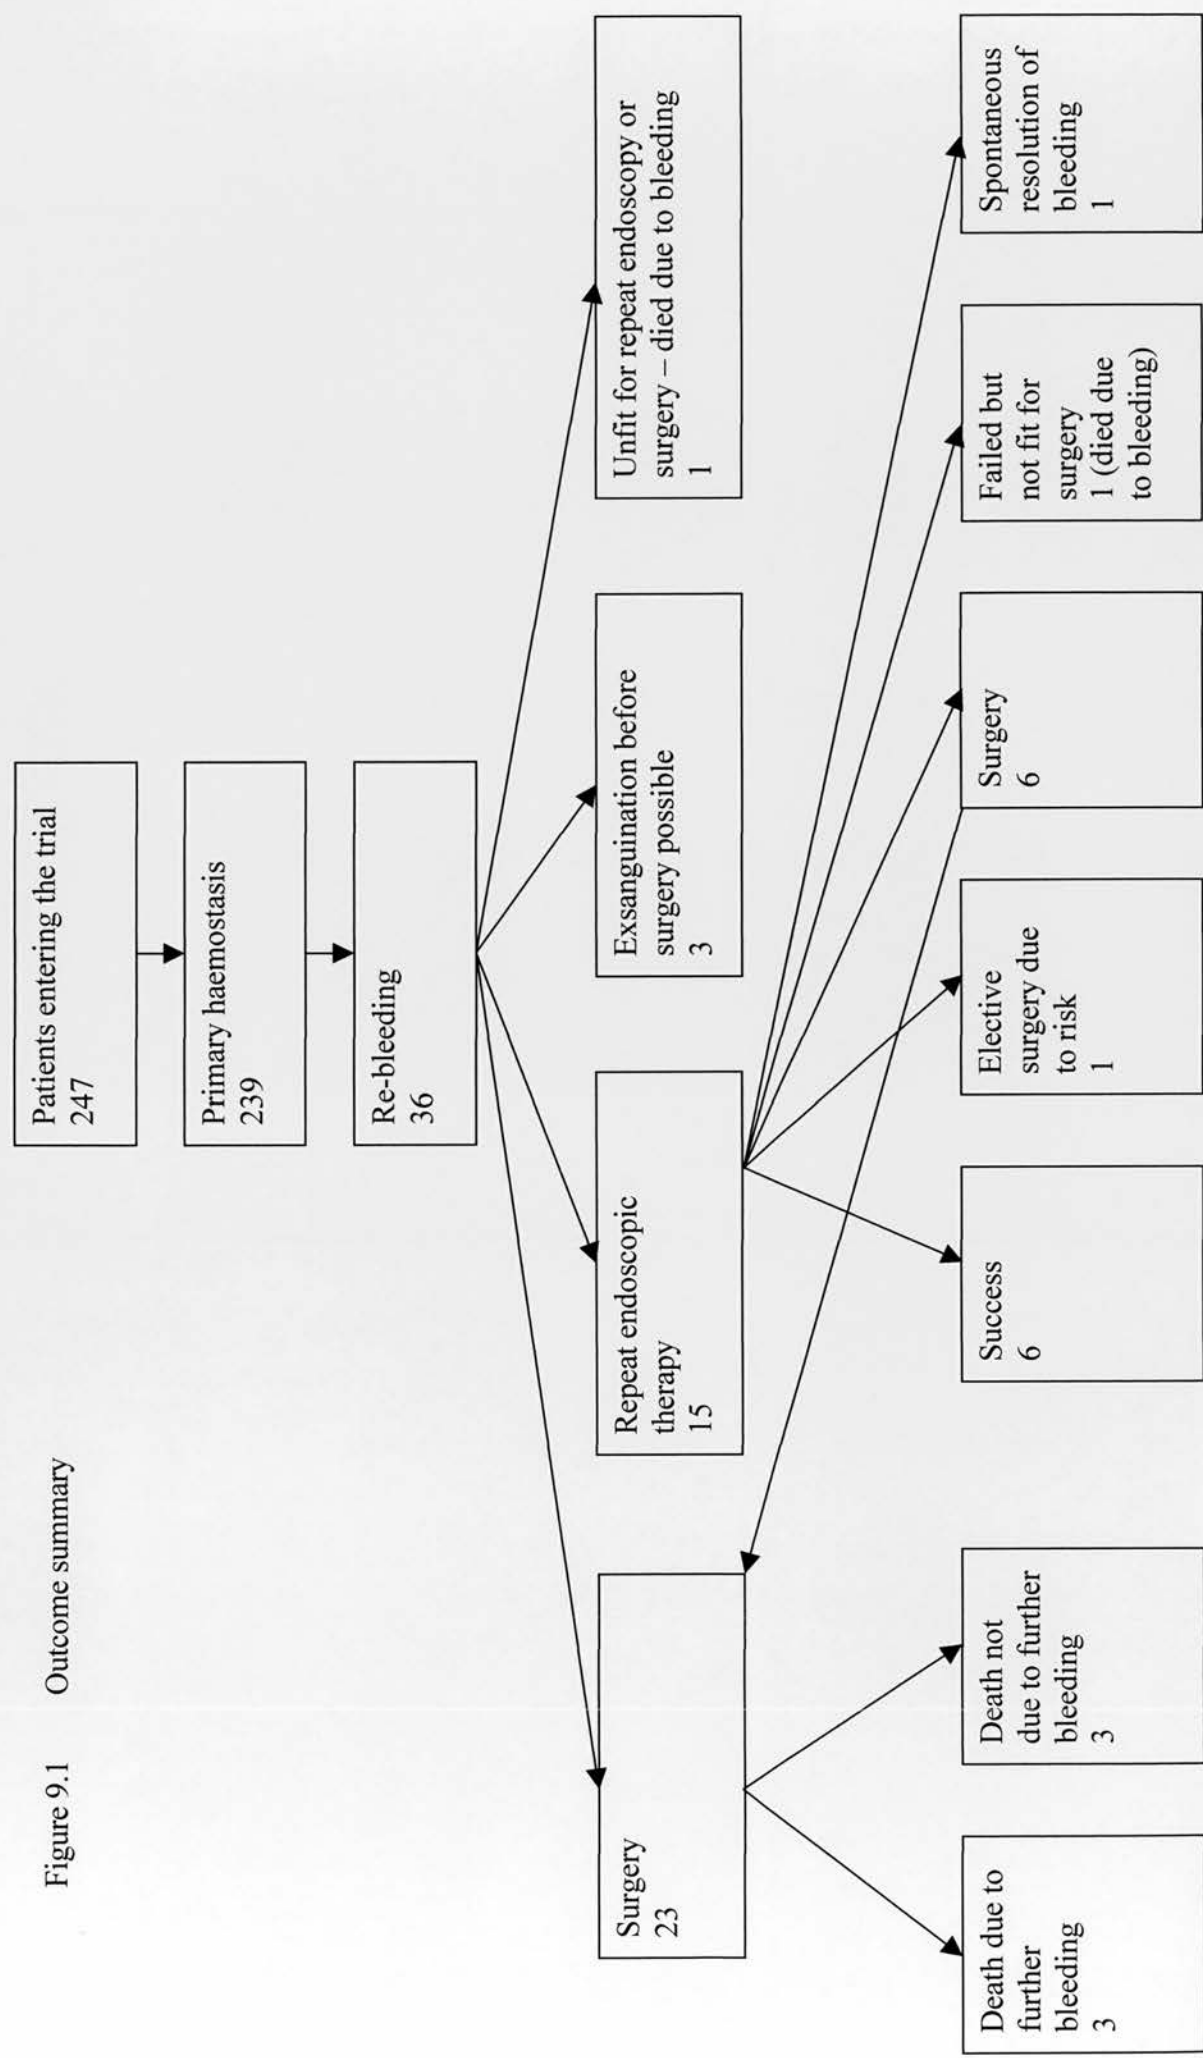 Figure 9.1 Outcome summary
Patients entering the trial
247
Primary haemostasis
239
Re-bleeding
36
Surgery
23
Repeat endoscopic
therapy
15
Exsanguination before
surgery possible
3
Unfit for repeat endoscopy or
surgery – died due to bleeding
1
Death due to
further
bleeding
3
Death not
due to further
bleeding
3
Success
6
Elective
surgery due
to risk
1
Surgery
6
Failed but
not fit for
surgery
1 (died due
to bleeding)
Spontaneous
resolution of
bleeding
1